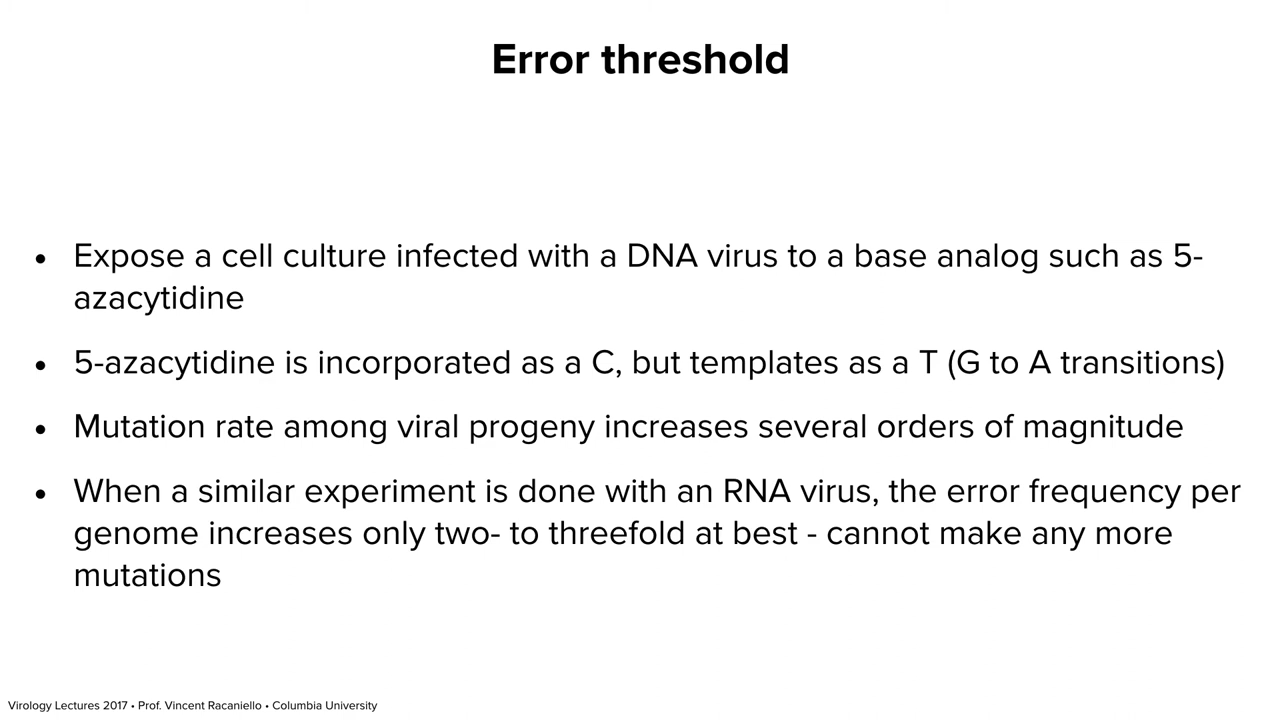 Error threshold
• Expose a cell culture infected with a DNA virus to a base analog such as 5-
azacytidine
• 5-azacytidine is incorporated as a C, but templates as a T (G to A transitions)
• Mutation rate among viral progeny increases several orders of magnitude
• When a similar experiment is done with an RNA virus, the error frequency per
genome increases only two- to threefold at best - cannot make any more
mutations
Virology Lectures 2017 • Prof. Vincent Racaniello • Columbia University